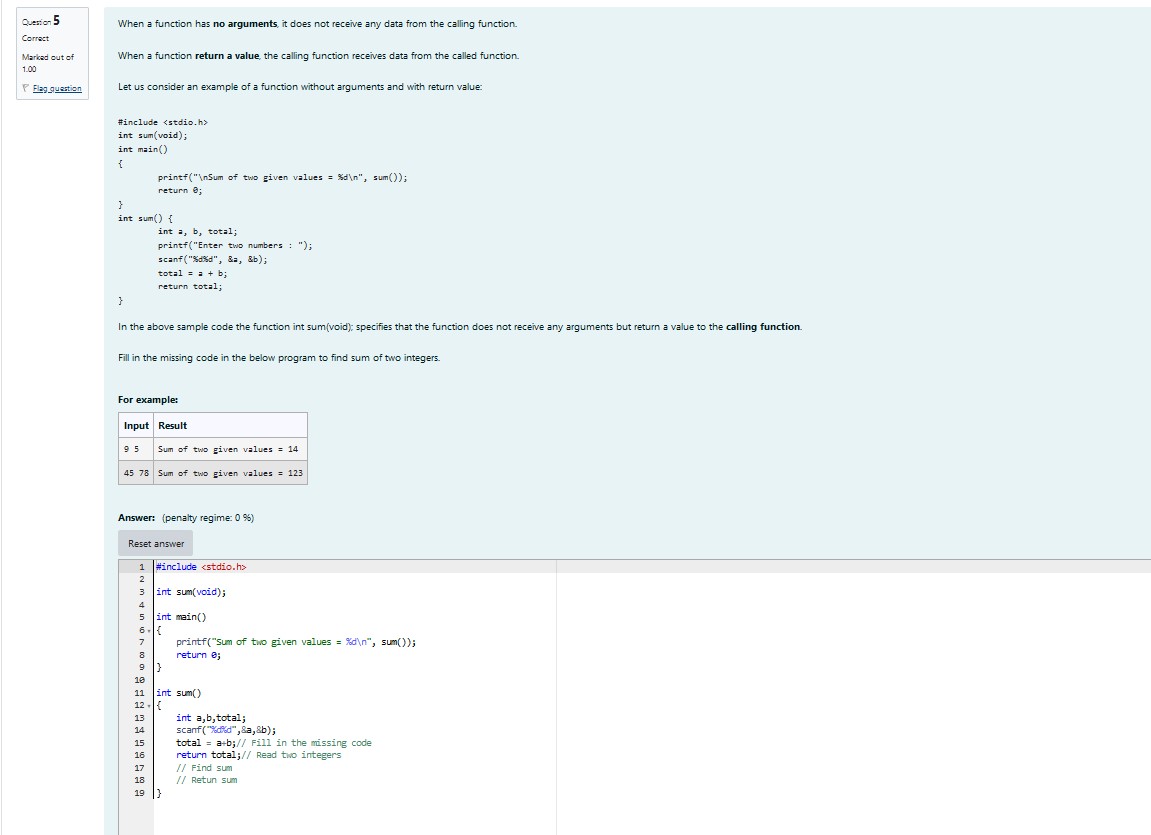 Question 5
Correct
Marked out of
1.00
Flag question
When a function has no arguments, it does not receive any data from the calling function.
When a function return a value, the calling function receives data from the called function.
Let us consider an example of a function without arguments and with return value:
#include <stdio.h>
int sum(void);
int main()
{
printf("\nSum of two given values = %d\n", sum());
return 0;
}
int sum() {
int a, b, total;
printf("Enter two numbers : ");
scanf("%d%d", &a, &b);
total = a + b;
return total;
}
In the above sample code the function int sum(void); specifies that the function does not receive any arguments but return a value to the calling function.
Fill in the missing code in the below program to find sum of two integers.
For example:
Input Result
9 5 Sum of two given values = 14
45 78 Sum of two given values = 123
Answer: (penalty regime: 0 %)
Reset answer
1 #include <stdio.h>
2
3 int sum(void);
4
5 int main()
6 {
7 printf("Sum of two given values = %d\n", sum());
8 return 0;
9 }
10
11 int sum()
12 {
13 int a,b,total;
14 scanf("%d%d",&a,&b);
15 total = a+b;// Fill in the missing code
16 return total;// Read two integers
17 // Find sum
18 // Retun sum
19 }